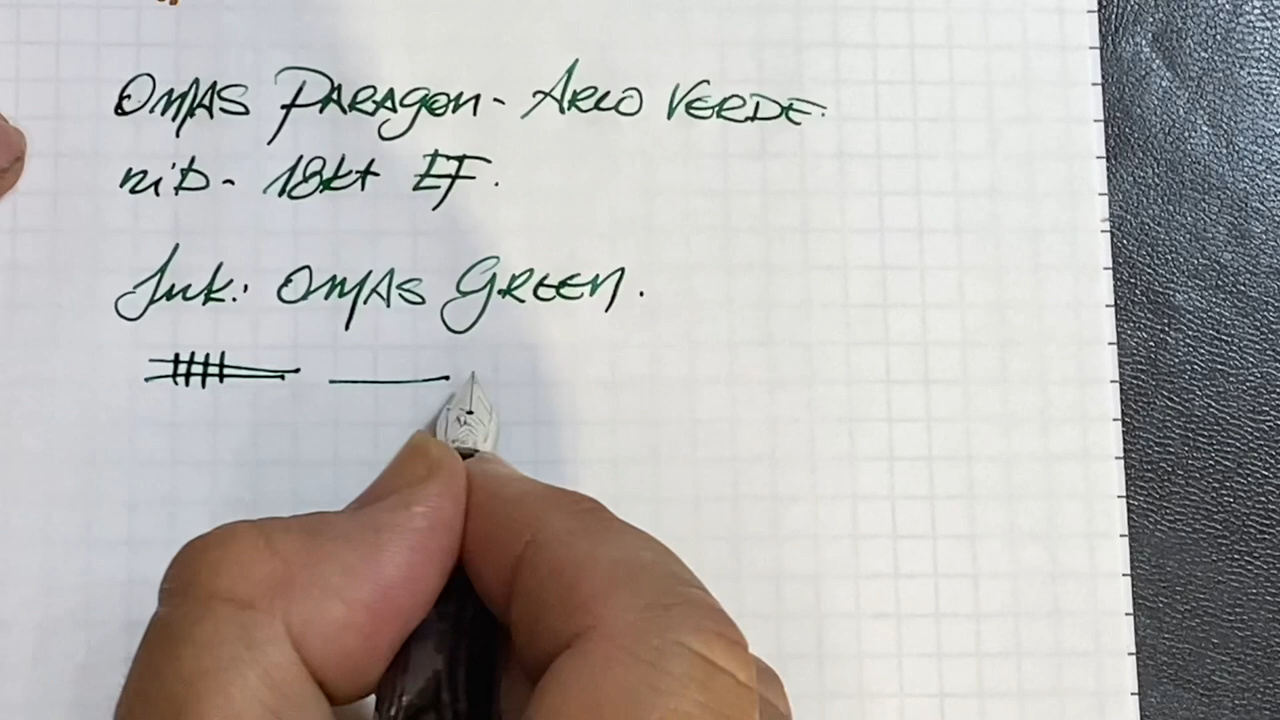 OMAS PARAGON - ARCO VERDE.
nib - 18kt EF.
Ink: OMAS GREEN.